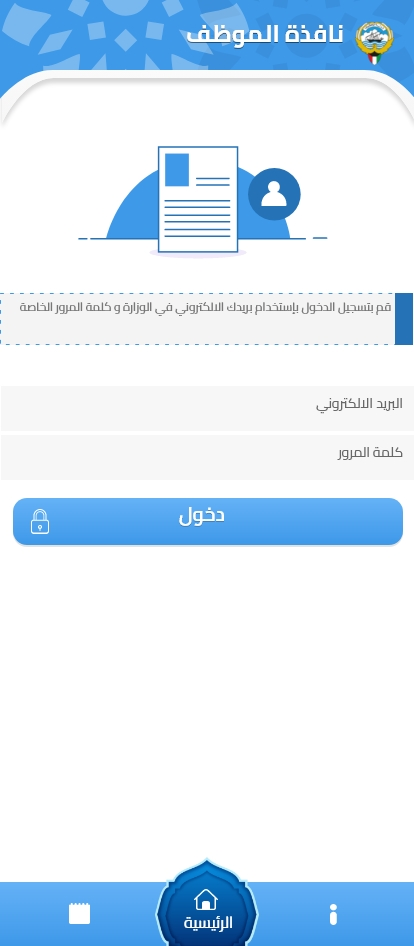 نافذة الموظف
قم بتسجيل الدخول بإستخدام بريدك الالكتروني في الوزارة و كلمة المرور الخاصة
البريد الالكتروني
كلمة المرور
دخول
الرئيسية